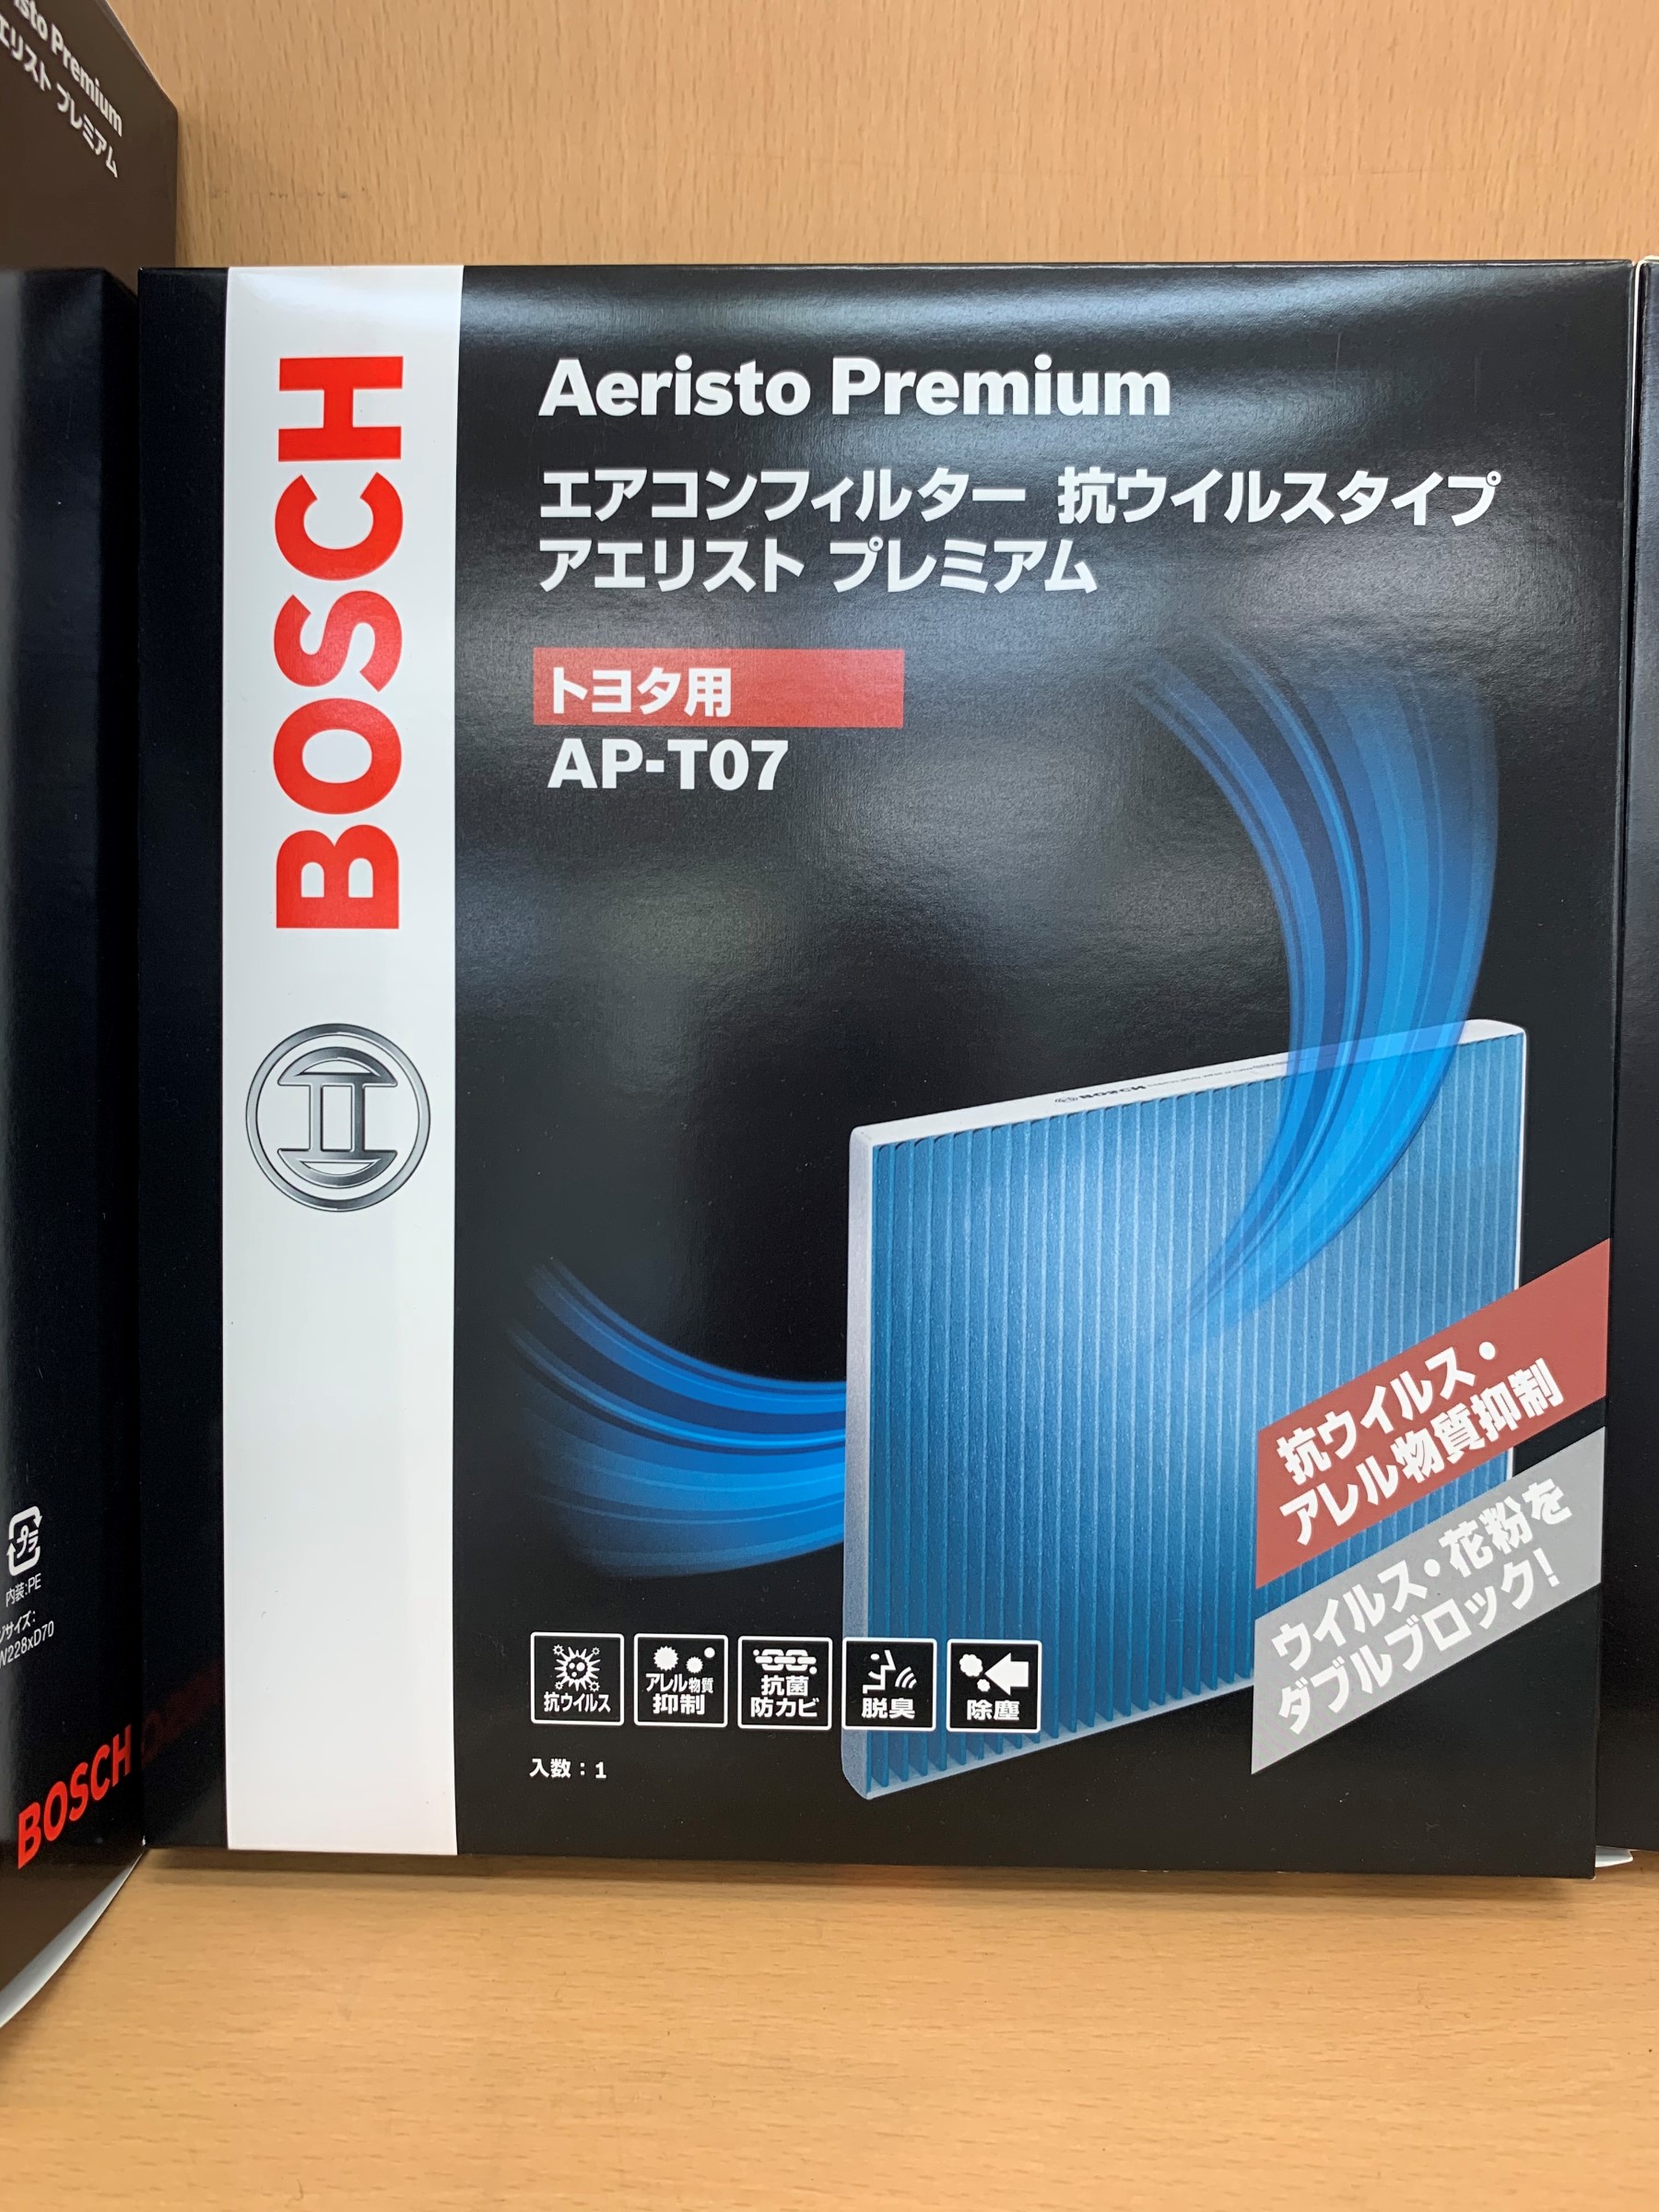 Premium
エリスト プレミアム
BOSCH
Aeristo Premium
エアコンフィルター 抗ウイルスタイプ
アエリスト プレミアム
トヨタ用
AP-T07
BOSCH
抗ウイルス・
アレル物質抑制
ウイルス・花粉を
ダブルブロック!
抗ウイルス
アレル物質
抑制
抗菌
防カビ
脱臭
除塵
入数：1
プラ
内装:PE
サイズ:
W228xD70
BOSCH